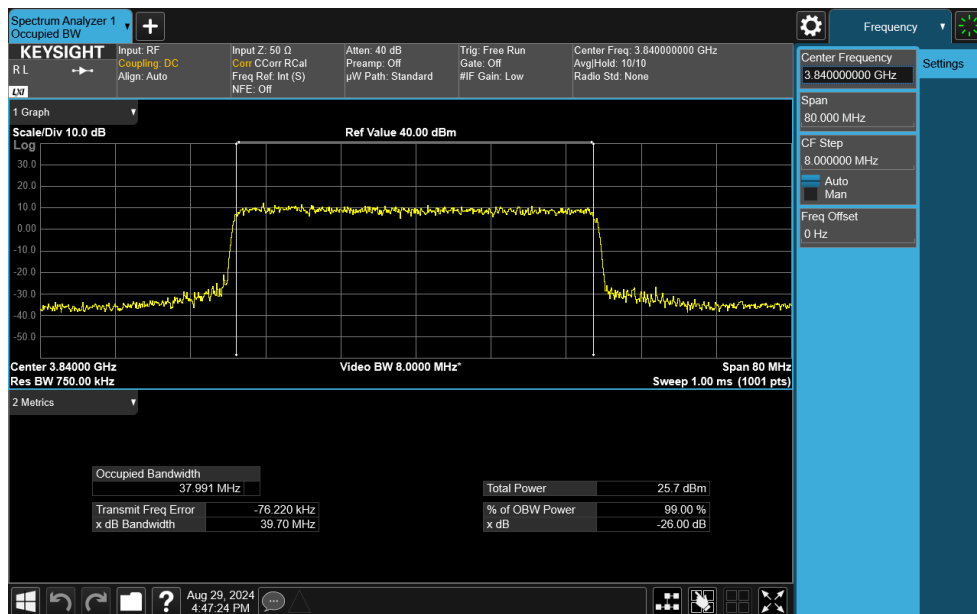 Spectrum Analyzer 1
Occupied BW
Frequency
KEYSIGHT
R L
LXI
Input: RF
Coupling: DC
Align: Auto
Input Z: 50 Ω
Corr CCorr RCal
Freq Ref: Int (S)
NFE: Off
Atten: 40 dB
Preamp: Off
µW Path: Standard
Trig: Free Run
Gate: Off
#IF Gain: Low
Center Freq: 3.840000000 GHz
Avg|Hold: 10/10
Radio Std: None
Center Frequency
3.840000000 GHz
Settings
Span
80.000 MHz
CF Step
8.000000 MHz
Auto
Man
Freq Offset
0 Hz
1 Graph
Scale/Div 10.0 dB
Ref Value 40.00 dBm
Log
30.0
20.0
10.0
0.00
-10.0
-20.0
-30.0
-40.0
-50.0
Center 3.84000 GHz
Video BW 8.0000 MHz*
Span 80 MHz
Res BW 750.00 kHz
Sweep 1.00 ms (1001 pts)
2 Metrics
Occupied Bandwidth
37.991 MHz
Total Power 25.7 dBm
Transmit Freq Error -76.220 kHz
% of OBW Power 99.00 %
x dB Bandwidth 39.70 MHz
x dB -26.00 dB
?
Aug 29, 2024
4:47:24 PM